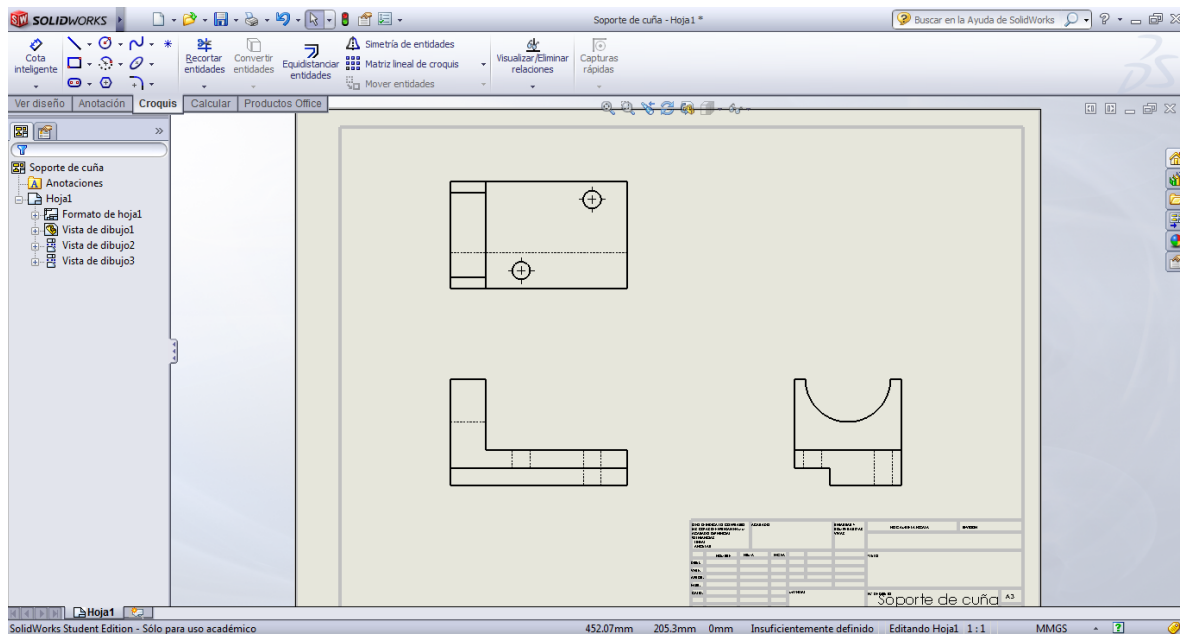 SOLIDWORKS
Soporte de cuña - Hoja1 *
Buscar en la Ayuda de SolidWorks
Cota inteligente
Recortar entidades
Convertir entidades
Equidistanciar entidades
Simetría de entidades
Matriz lineal de croquis
Mover entidades
Visualizar/Eliminar relaciones
Capturas rápidas
Ver diseño Anotación Croquis Calcular Productos Office
Soporte de cuña
A Anotaciones
Hoja1
Formato de hoja1
Vista de dibujo1
Vista de dibujo2
Vista de dibujo3
Soporte de cuña A3
Hoja1
SolidWorks Student Edition - Sólo para uso académico 452.07mm 205.3mm 0mm Insuficientemente definido Editando Hoja1 1:1 MMGS